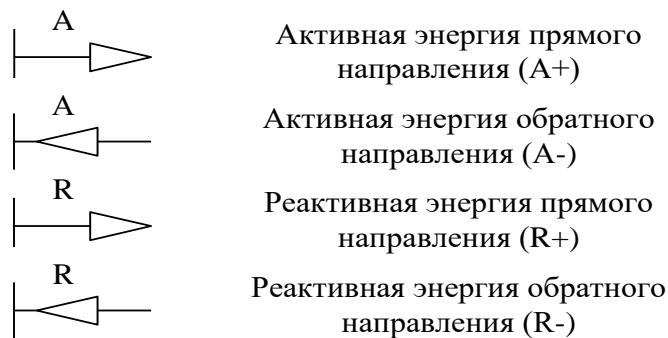 A
Активная энергия прямого
направления (A+)
A
Активная энергия обратного
направления (A-)
R
Реактивная энергия прямого
направления (R+)
R
Реактивная энергия обратного
направления (R-)